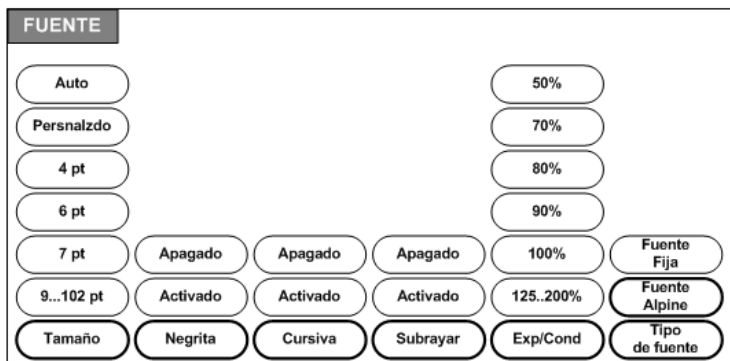 FUENTE
Auto 50%
Persnalzdo 70%
4 pt 80%
6 pt 90%
7 pt Apagado Apagado Apagado 100% Fuente Fija
9...102 pt Activado Activado Activado 125..200% Fuente Alpine
Tamaño Negrita Cursiva Subrayar Exp/Cond Tipo de fuente